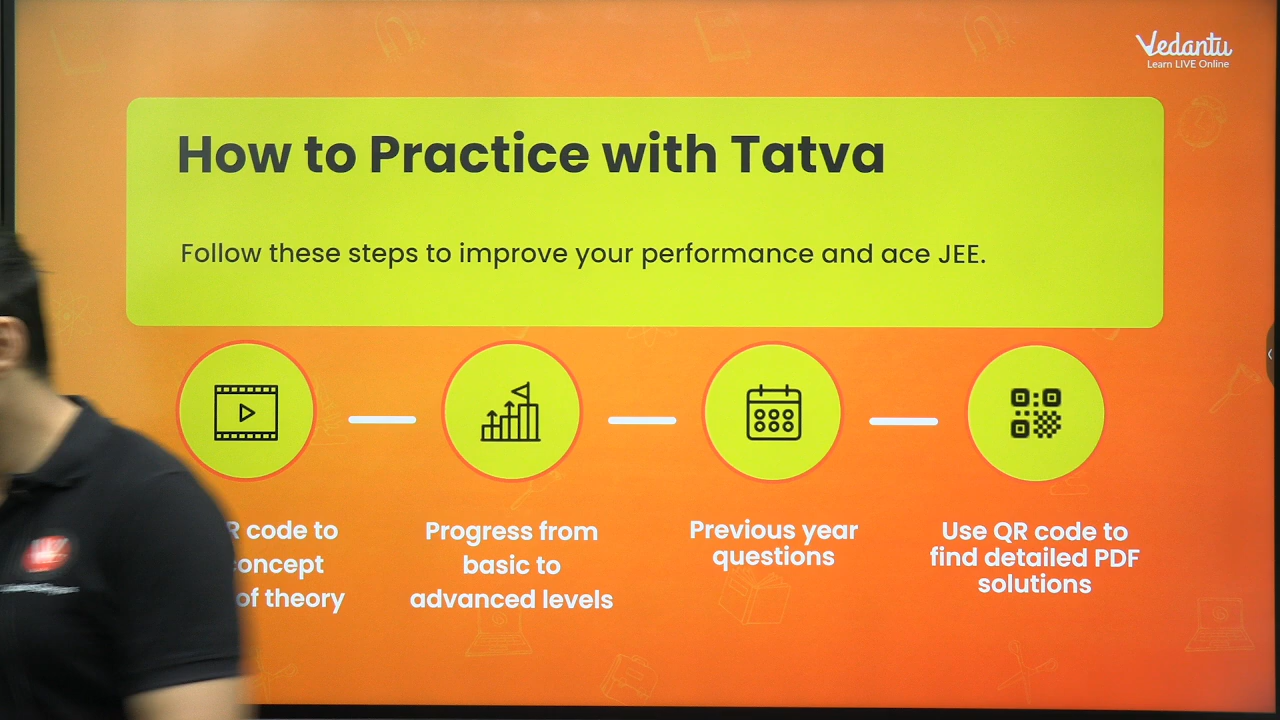 Vedantu
Learn LIVE Online
How to Practice with Tatva
Follow these steps to improve your performance and ace JEE.
code to
of theory
Progress from
basic to
advanced levels
Previous year
questions
Use QR code to
find detailed PDF
solutions